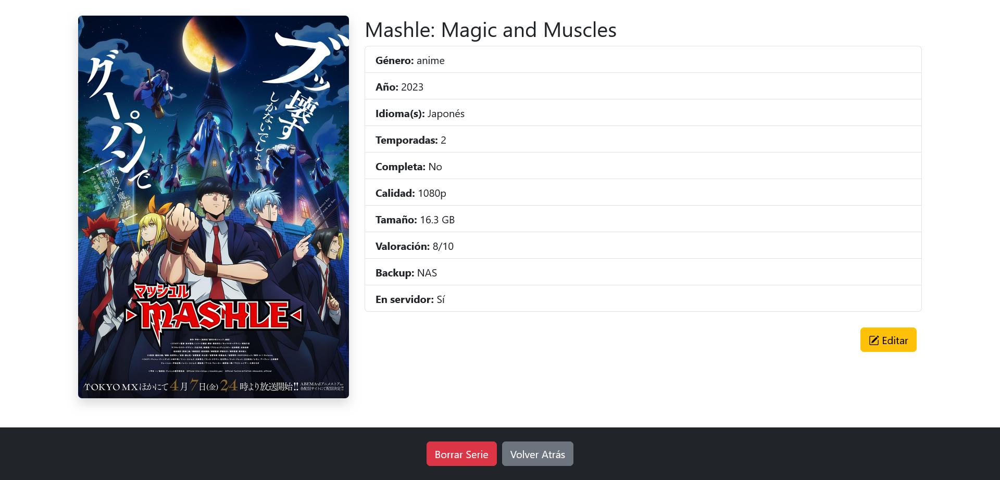 Mashle: Magic and Muscles
Género: anime
Año: 2023
Idioma(s): Japonés
Temporadas: 2
Completa: No
Calidad: 1080p
Tamaño: 16.3 GB
Valoración: 8/10
Backup: NAS
En servidor: Sí
Editar
ブッ壊す
しかないでしょ
グーパンで
筋肉×魔法。
マッシュル
MASHLE
TOKYO MXほかにて4月7日(金)24時より放送開始!!
ABEMA・dアニメストア
各配信サイトにて配信決定!!
Borrar Serie
Volver Atrás